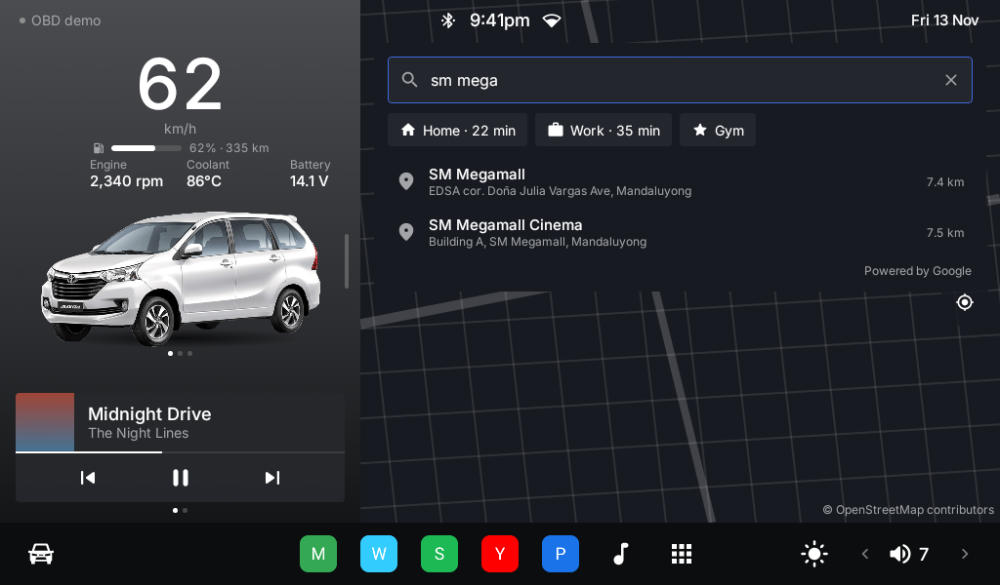 OBD demo
9:41pm
Fri 13 Nov
62
km/h
62% · 335 km
Engine
2,340 rpm
Coolant
86°C
Battery
14.1 V
Midnight Drive
The Night Lines
sm mega
Home · 22 min
Work · 35 min
Gym
SM Megamall
EDSA cor. Doña Julia Vargas Ave, Mandaluyong
7.4 km
SM Megamall Cinema
Building A, SM Megamall, Mandaluyong
7.5 km
Powered by Google
© OpenStreetMap contributors
M
W
S
Y
P
7